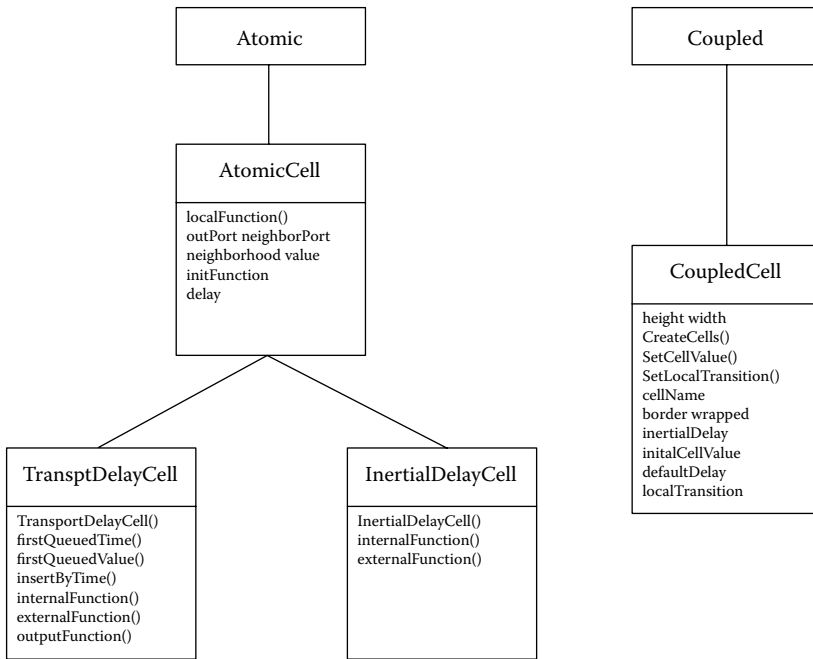 Atomic
Coupled
AtomicCell
localFunction()
outPort neighborPort
neighborhood value
initFunction
delay
CoupledCell
height width
CreateCells()
SetCellValue()
SetLocalTransition()
cellName
border wrapped
inertialDelay
initalCellValue
defaultDelay
localTransition
TransptDelayCell
TransportDelayCell()
firstQueuedTime()
firstQueuedValue()
insertByTime()
internalFunction()
externalFunction()
outputFunction()
InertialDelayCell
InertialDelayCell()
internalFunction()
externalFunction()